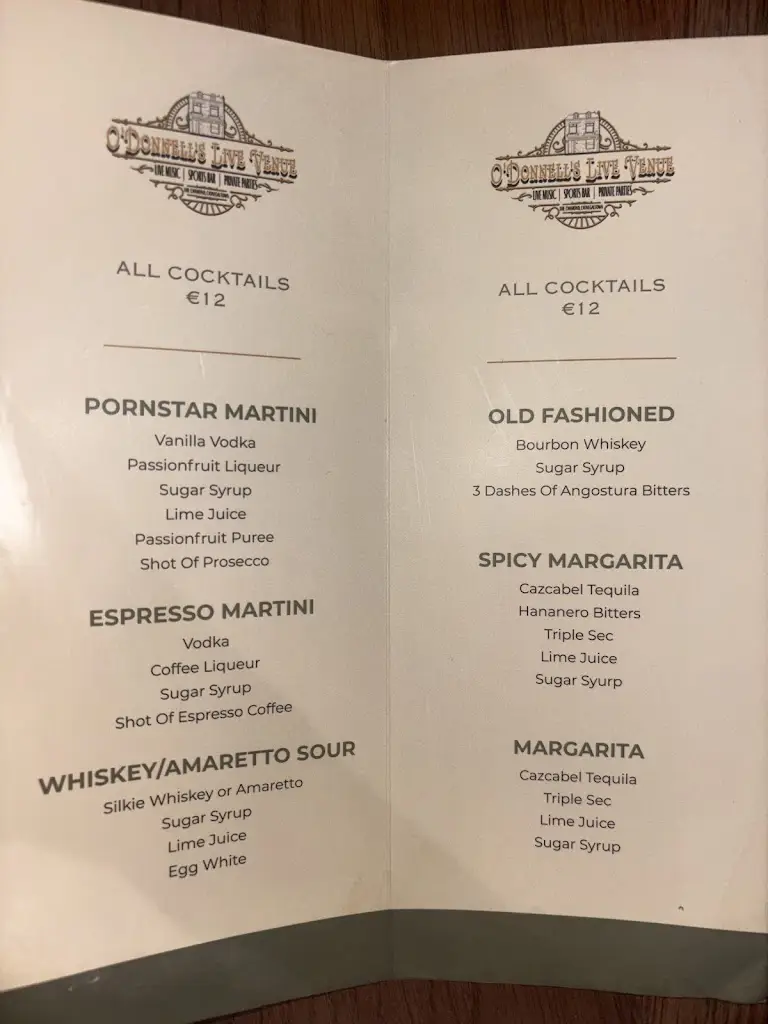 O'DONNELL'S LIVE VENUE
LIVE MUSIC | SPORTS BAR | PRIVATE PARTIES
ALL COCKTAILS
€12
PORNSTAR MARTINI
Vanilla Vodka
Passionfruit Liqueur
Sugar Syrup
Lime Juice
Passionfruit Puree
Shot Of Prosecco
ESPRESSO MARTINI
Vodka
Coffee Liqueur
Sugar Syrup
Shot Of Espresso Coffee
WHISKEY/AMARETTO SOUR
Silkie Whiskey or Amaretto
Sugar Syrup
Lime Juice
Egg White
O'DONNELL'S LIVE VENUE
LIVE MUSIC | SPORTS BAR | PRIVATE PARTIES
ALL COCKTAILS
€12
OLD FASHIONED
Bourbon Whiskey
Sugar Syrup
3 Dashes Of Angostura Bitters
SPICY MARGARITA
Cazcabel Tequila
Hananero Bitters
Triple Sec
Lime Juice
Sugar Syurp
MARGARITA
Cazcabel Tequila
Triple Sec
Lime Juice
Sugar Syrup